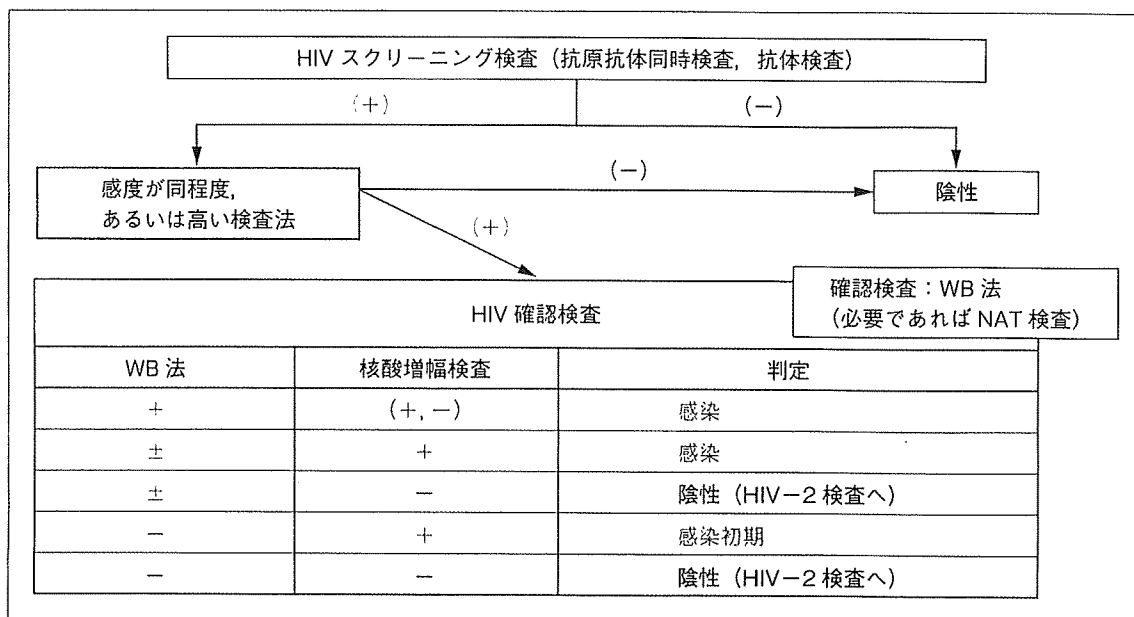 HIV スクリーニング検査（抗原抗体同時検査，抗体検査）
(＋)
(－)
感度が同程度，
あるいは高い検査法
(－)
陰性
(＋)
HIV 確認検査
確認検査：WB 法
(必要であれば NAT 検査)
WB 法 核酸増幅検査 判定
＋ (＋,－) 感染
± ＋ 感染
± － 陰性（HIV－2 検査へ）
－ ＋ 感染初期
－ － 陰性（HIV－2 検査へ）